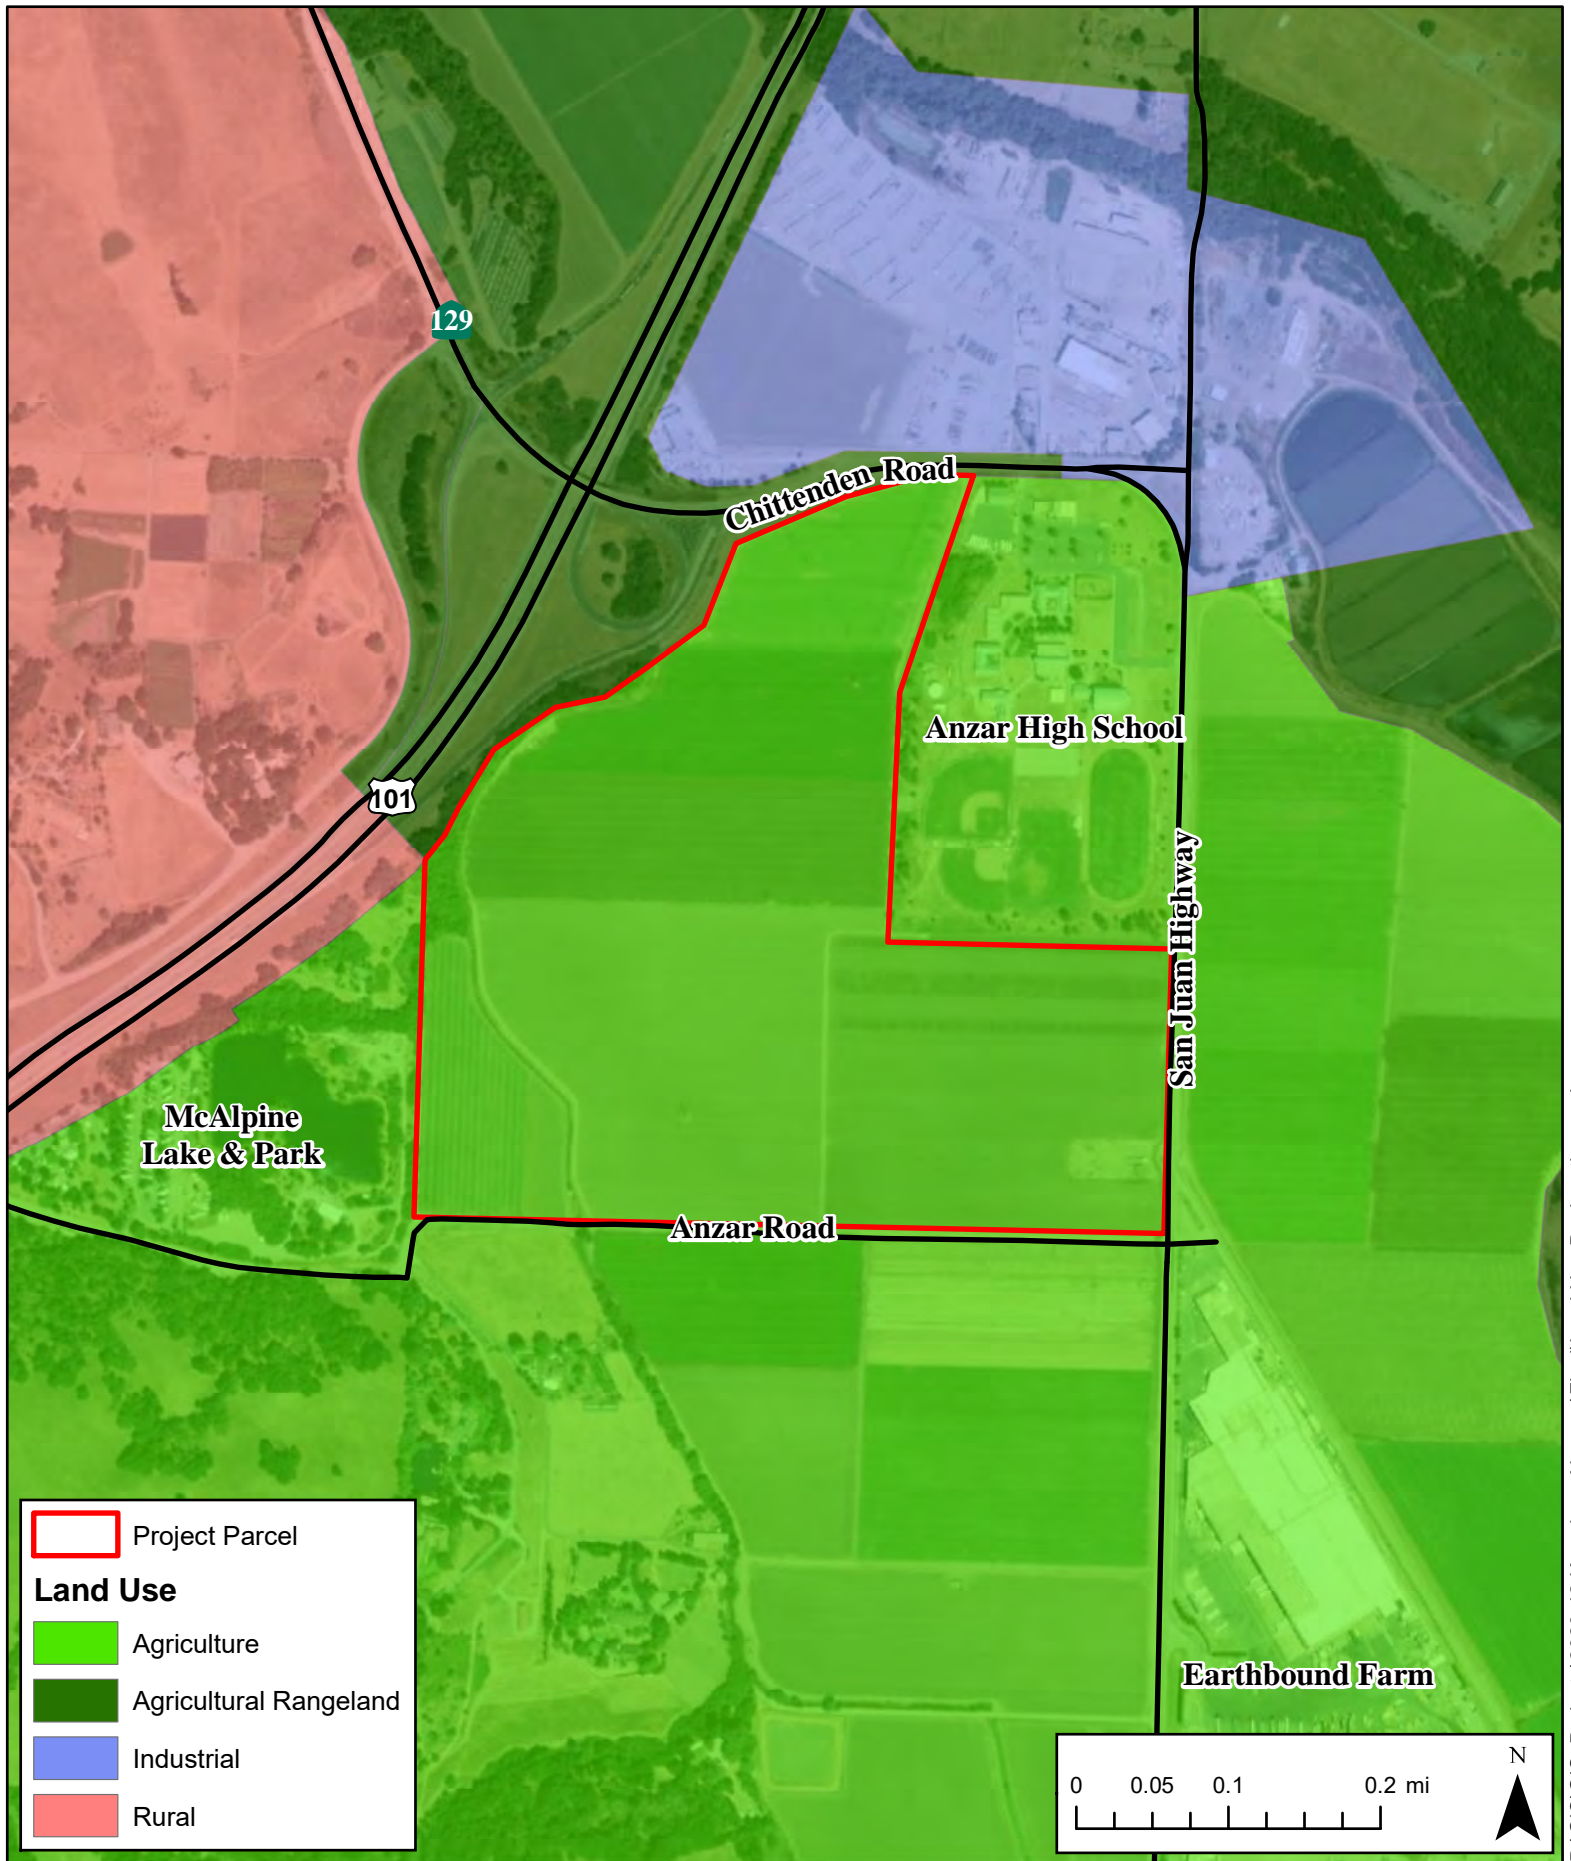 129
Chittenden Road
Anzar High School
101
San Juan Highway
McAlpine
Lake & Park
Anzar Road
Earthbound Farm
Project Parcel
Land Use
Agriculture
Agricultural Rangeland
Industrial
Rural
0 0.05 0.1 0.2 mi
N